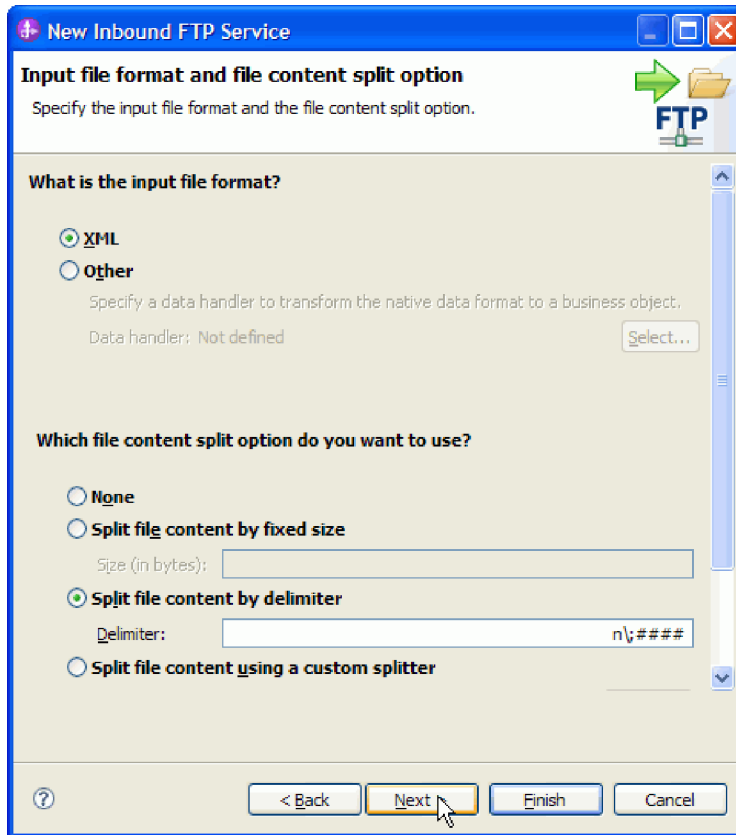 New Inbound FTP Service
Input file format and file content split option
Specify the input file format and the file content split option.
FTP
What is the input file format?
XML
Other
Specify a data handler to transform the native data format to a business object.
Data handler: Not defined
Select...
Which file content split option do you want to use?
None
Split file content by fixed size
Size (in bytes):
Split file content by delimiter
Delimiter: n\;####
Split file content using a custom splitter
?
< Back
Next >
Finish
Cancel